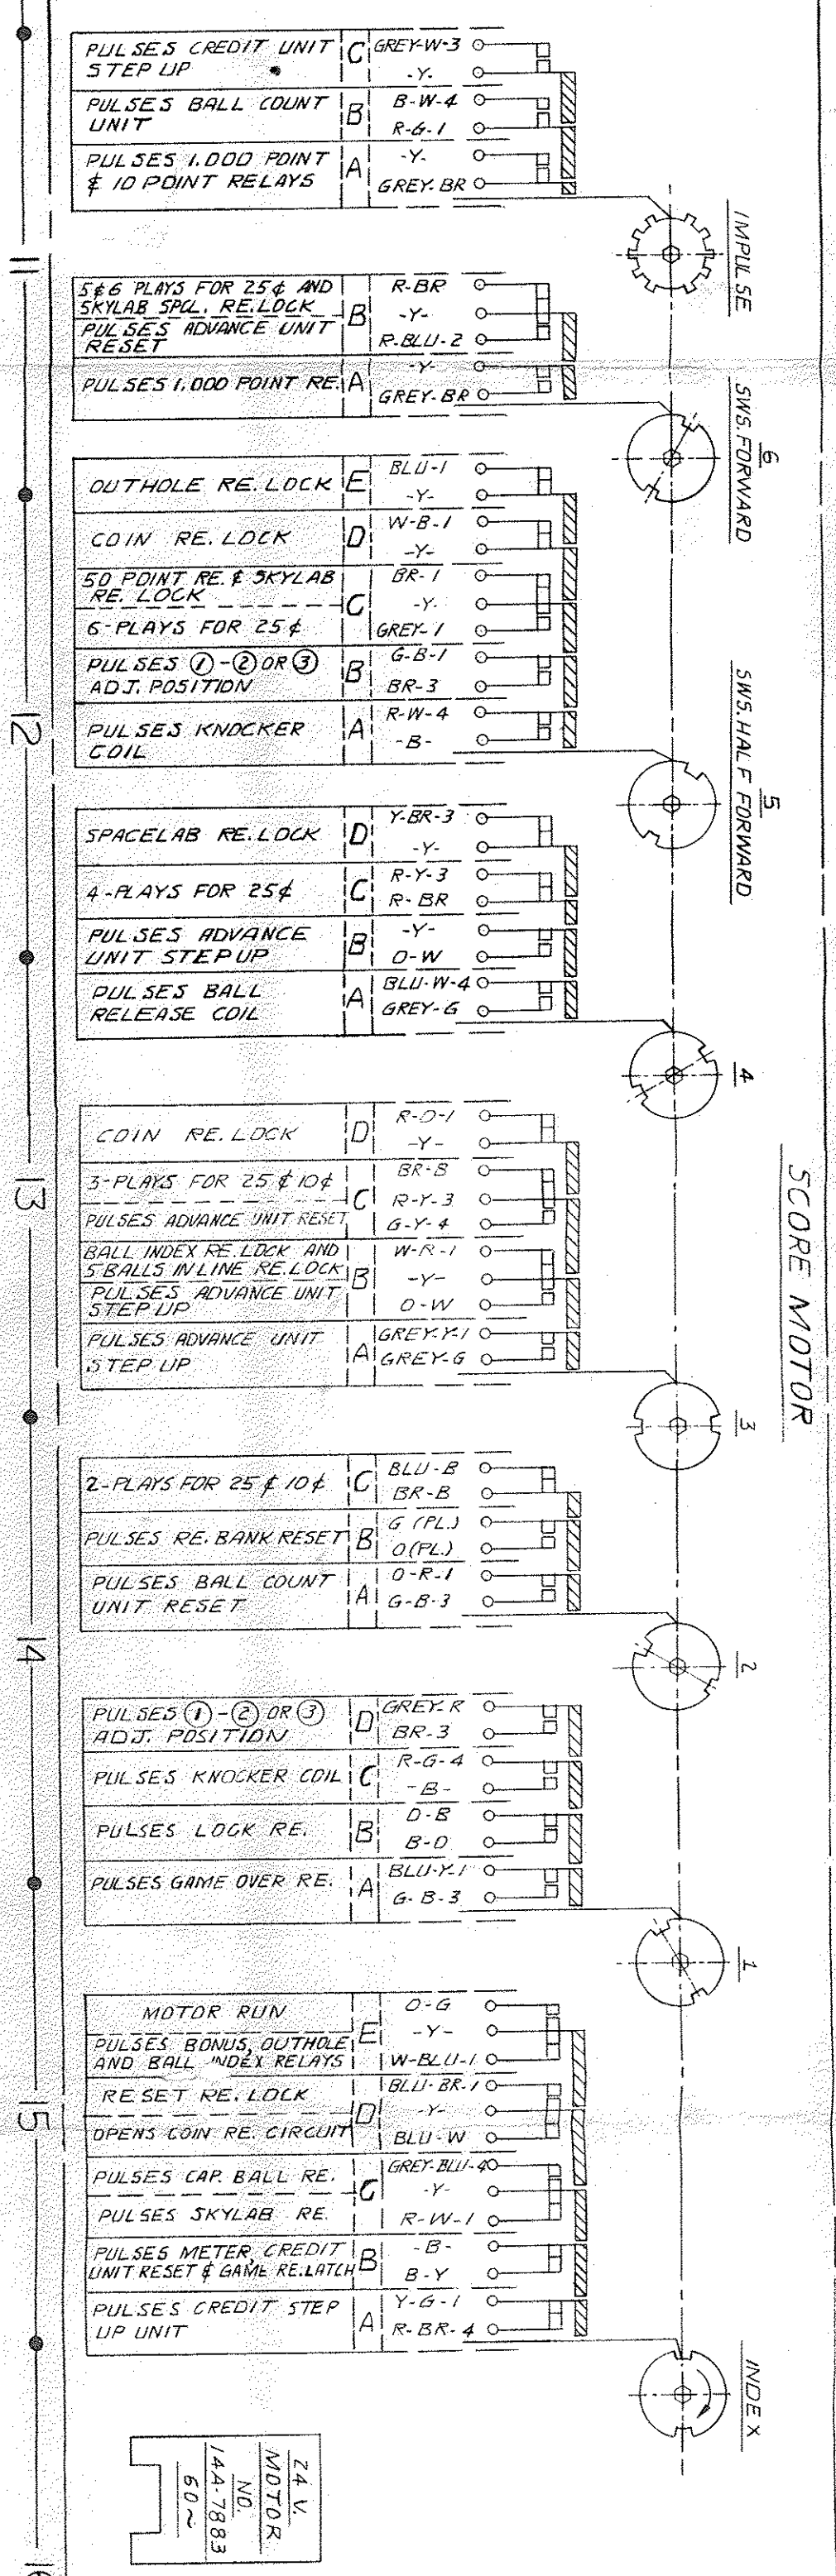 SCORE MOTOR
IMPULSE
PULSES CREDIT UNIT
STEP UP
C
GREY-W-3
-Y-
PULSES BALL COUNT
UNIT
B
B-W-4
R-G-1
PULSES 1,000 POINT
& 10 POINT RELAYS
A
-Y-
GREY-BR
6
SWS. FORWARD
5&6 PLAYS FOR 25¢ AND
SKYLAB SPCL. RE. LOCK
PULSES ADVANCE UNIT
RESET
B
R-BR
-Y-
R-BLU-2
PULSES 1,000 POINT RE.
A
-Y-
GREY-BR
5
SWS. HALF FORWARD
OUTHOLE RE. LOCK
E
BLU-1
-Y-
COIN RE. LOCK
D
W-B-1
-Y-
50 POINT RE. & SKYLAB
RE. LOCK
6-PLAYS FOR 25¢
C
BR-1
-Y-
GREY-1
PULSES ①-② OR ③
ADJ. POSITION
B
G-B-1
BR-3
PULSES KNOCKER
COIL
A
R-W-4
-B-
4
SPACELAB RE. LOCK
D
Y-BR-3
-Y-
4-PLAYS FOR 25¢
C
R-Y-3
R-BR
PULSES ADVANCE
UNIT STEP UP
B
-Y-
O-W
PULSES BALL
RELEASE COIL
A
BLU-W-4
GREY-G
3
COIN RE. LOCK
D
R-O-1
-Y-
3-PLAYS FOR 25¢ 10¢
PULSES ADVANCE UNIT RESET
C
BR-B
R-Y-3
G-Y-4
BALL INDEX RE. LOCK AND
5 BALLS IN LINE RE. LOCK
PULSES ADVANCE UNIT
STEP UP
B
W-R-1
-Y-
O-W
PULSES ADVANCE UNIT
STEP UP
A
GREY-Y-1
GREY-G
2
2-PLAYS FOR 25¢ 10¢
C
BLU-B
BR-B
PULSES RE. BANK RESET
B
G (PL.)
O (PL.)
PULSES BALL COUNT
UNIT RESET
A
O-R-1
G-B-3
1
PULSES ①-② OR ③
ADJ. POSITION
D
GREY-R
BR-3
PULSES KNOCKER COIL
C
R-G-4
-B-
PULSES LOCK RE.
B
O-B
B-O
PULSES GAME OVER RE.
A
BLU-Y-1
G-B-3
INDEX
MOTOR RUN
PULSES BONUS, OUTHOLE
AND BALL INDEX RELAYS
E
O-G
-Y-
W-BLU-1
RESET RE. LOCK
OPENS COIN RE. CIRCUIT
D
BLU-BR-1
-Y-
BLU-W
PULSES CAP. BALL RE.
PULSES SKYLAB RE.
C
GREY-BLU-4
-Y-
R-W-1
PULSES METER, CREDIT
UNIT RESET & GAME RE. LATCH
B
-B-
B-Y
PULSES CREDIT STEP
UP UNIT
A
Y-G-1
R-BR-4
24 V.
MOTOR
NO.
14A-7883
60~
11
12
13
14
15
16